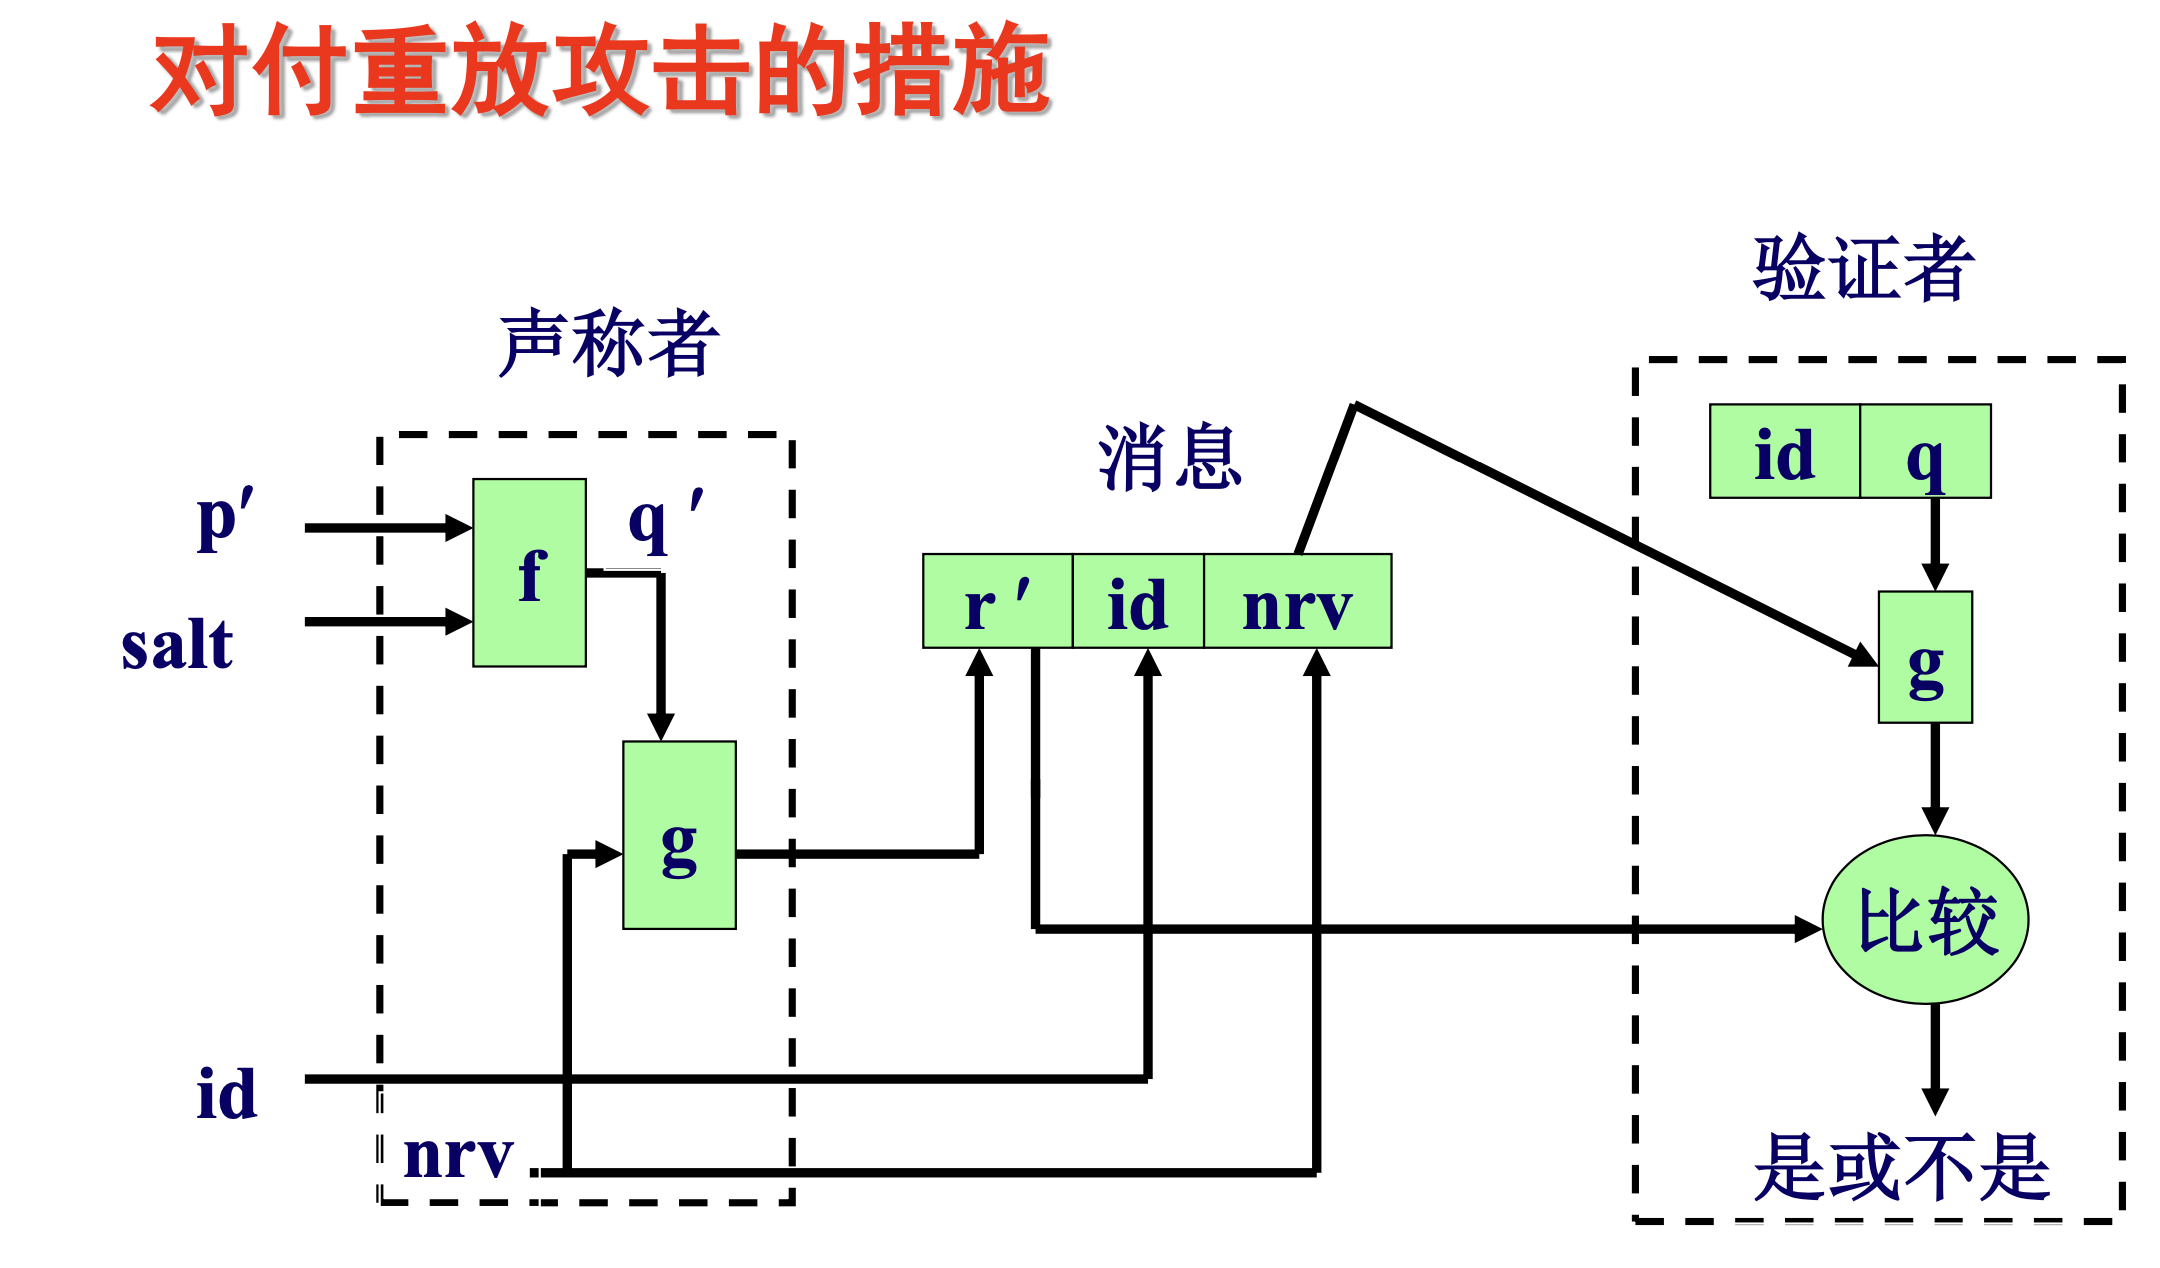 对付重放攻击的措施
验证者
声称者
消息
id q
p′
q ′
f
r ′ id nrv
salt
g
g
比较
id
nrv
是或不是